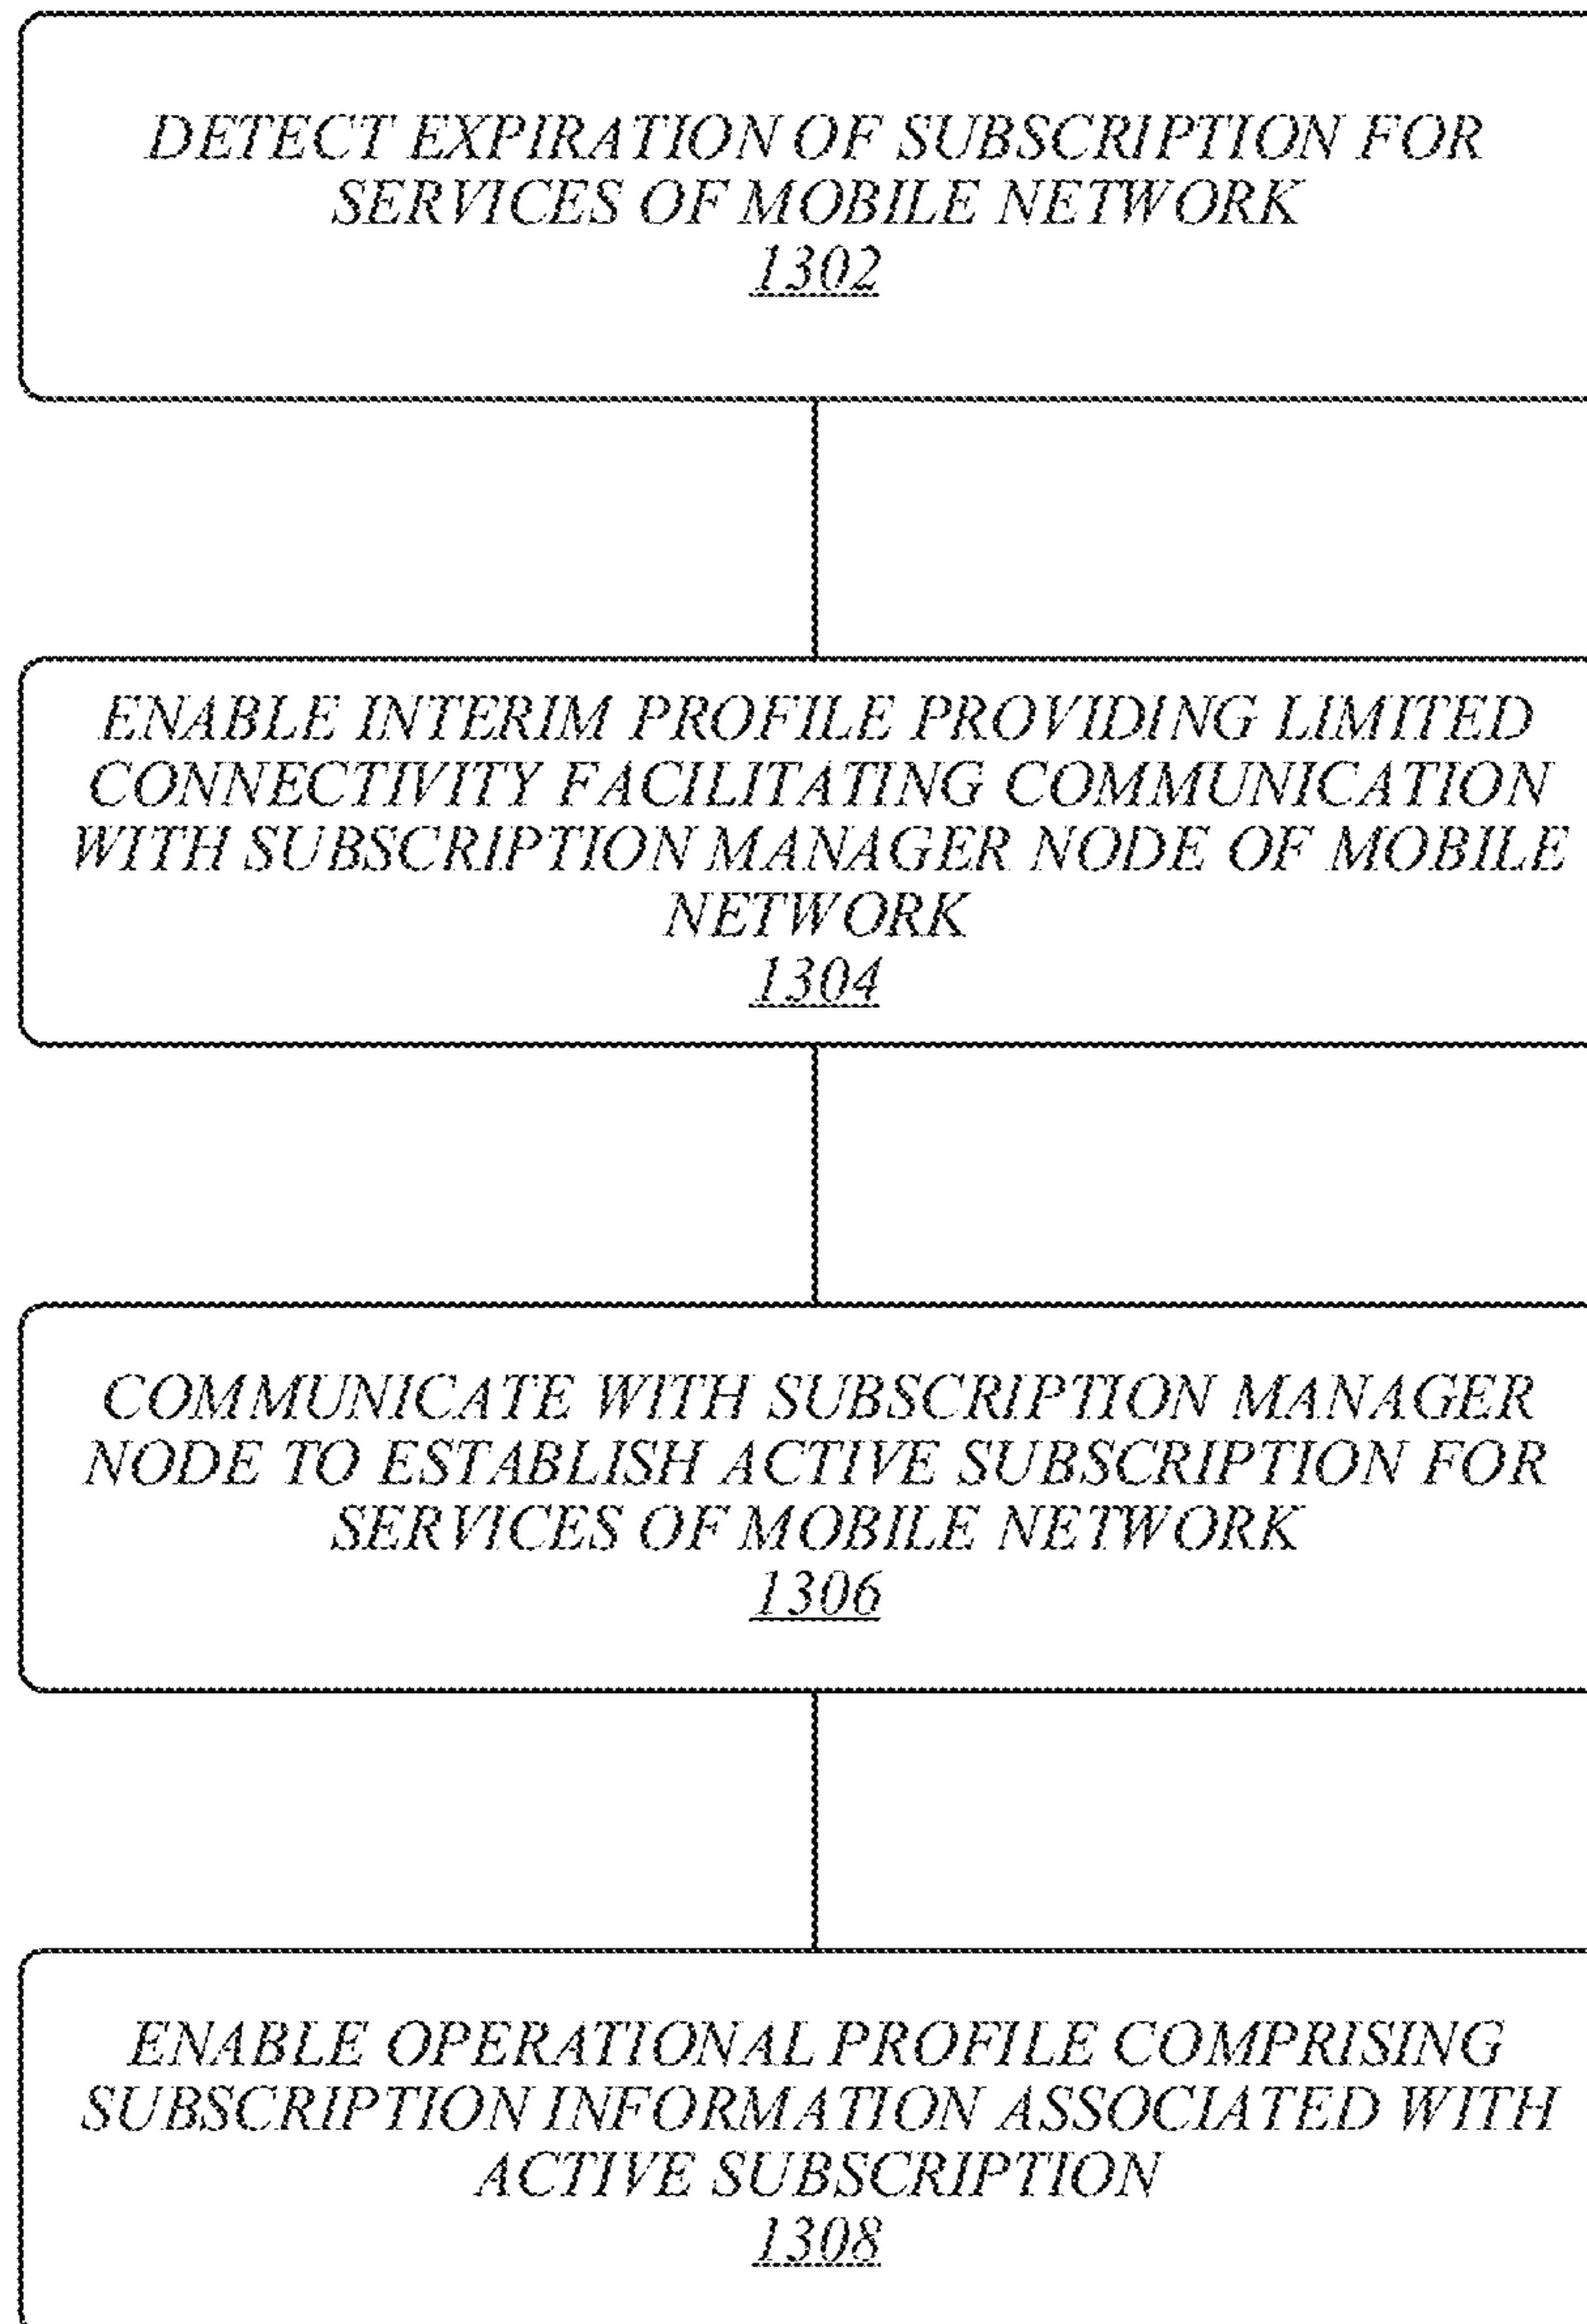 DETECT EXPIRATION OF SUBSCRIPTION FOR
SERVICES OF MOBILE NETWORK
1302
ENABLE INTERIM PROFILE PROVIDING LIMITED
CONNECTIVITY FACILITATING COMMUNICATION
WITH SUBSCRIPTION MANAGER NODE OF MOBILE
NETWORK
1304
COMMUNICATE WITH SUBSCRIPTION MANAGER
NODE TO ESTABLISH ACTIVE SUBSCRIPTION FOR
SERVICES OF MOBILE NETWORK
1306
ENABLE OPERATIONAL PROFILE COMPRISING
SUBSCRIPTION INFORMATION ASSOCIATED WITH
ACTIVE SUBSCRIPTION
1308